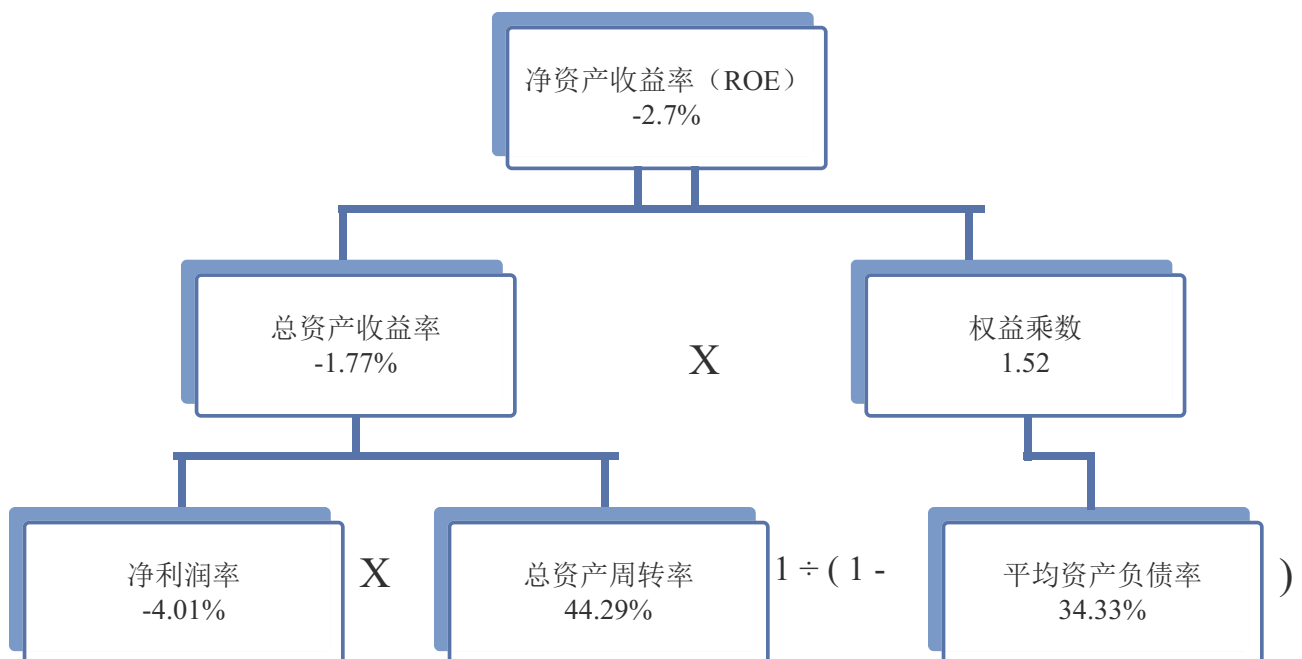 净资产收益率（ROE）
-2.7%
总资产收益率
-1.77%
X
权益乘数
1.52
净利润率
-4.01%
X
总资产周转率
44.29%
1 ÷ ( 1 -
平均资产负债率
34.33%
)